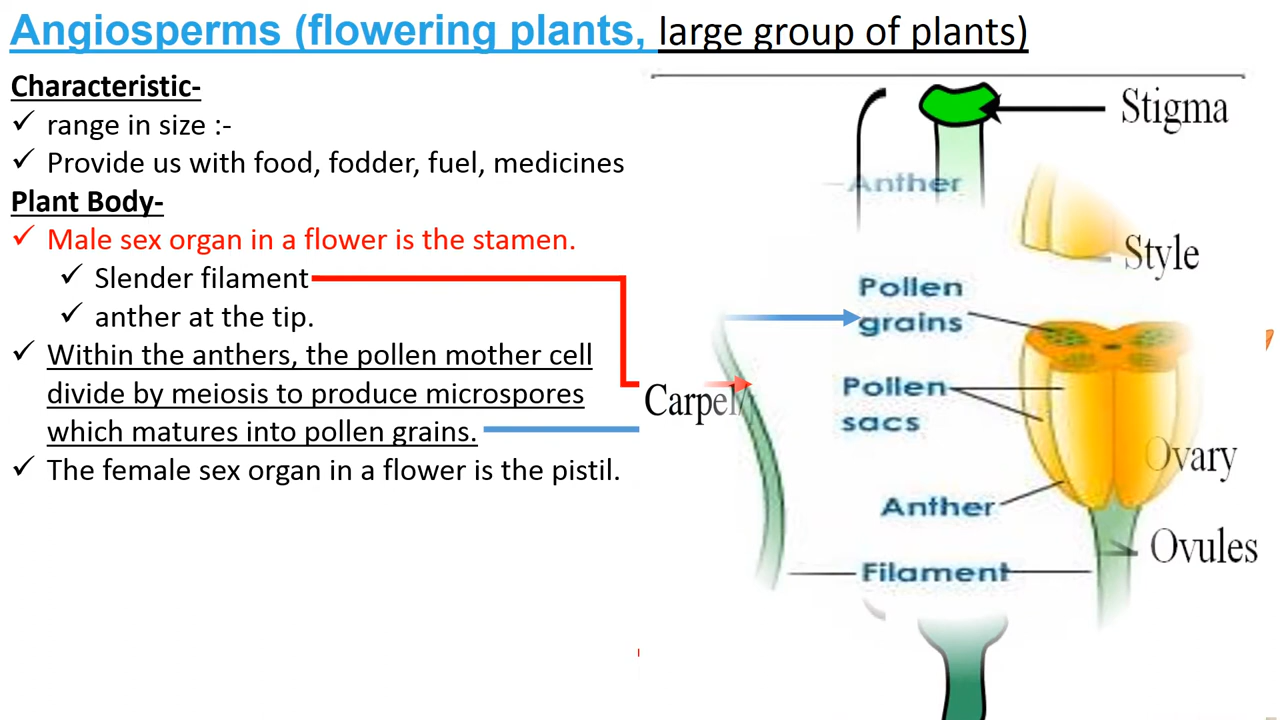 Angiosperms (flowering plants, large group of plants)
Characteristic-
✓ range in size :-
✓ Provide us with food, fodder, fuel, medicines
Plant Body-
✓ Male sex organ in a flower is the stamen.
✓ Slender filament
✓ anther at the tip.
✓ Within the anthers, the pollen mother cell
divide by meiosis to produce microspores
which matures into pollen grains.
✓ The female sex organ in a flower is the pistil.
Stigma
Anther
Style
Pollen
grains
Pollen
sacs
Carpel
Ovary
Anther
Ovules
Filament